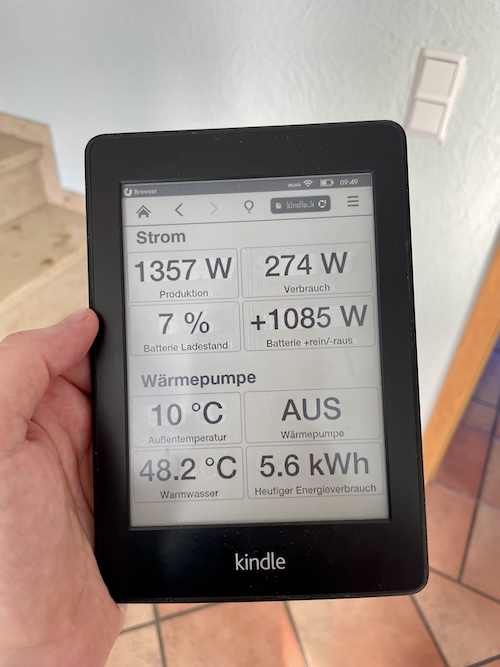 Browser
WLAN 09:49
kindle.k
Strom
1357 W 274 W
Produktion Verbrauch
7 % +1085 W
Batterie Ladestand Batterie +rein/-raus
Wärmepumpe
10 °C AUS
Außentemperatur Wärmepumpe
48.2 °C 5.6 kWh
Warmwasser Heutiger Energieverbrauch
kindle